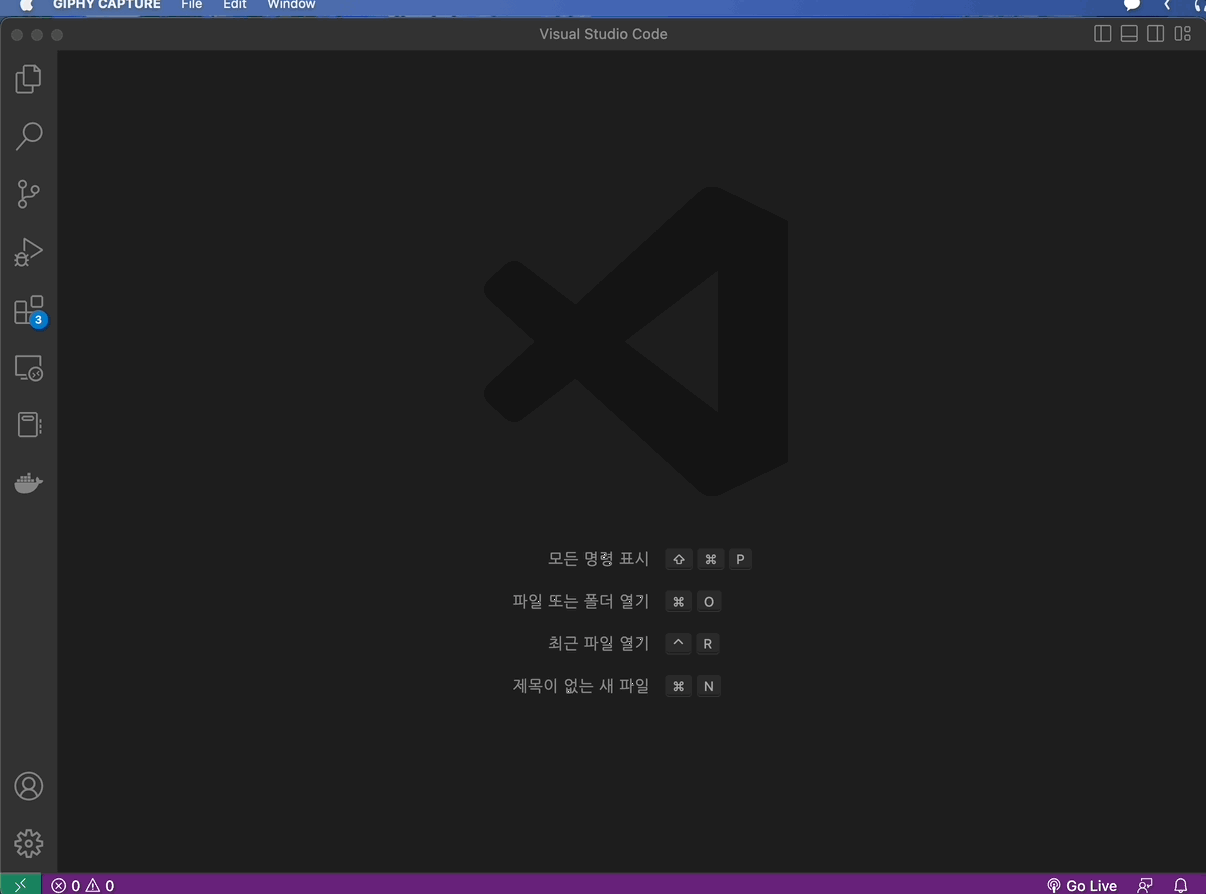 GIPHY CAPTURE File Edit Window
Visual Studio Code
3
모든 명령 표시 ⇧ ⌘ P
파일 또는 폴더 열기 ⌘ O
최근 파일 열기 ^ R
제목이 없는 새 파일 ⌘ N
0 0 Go Live